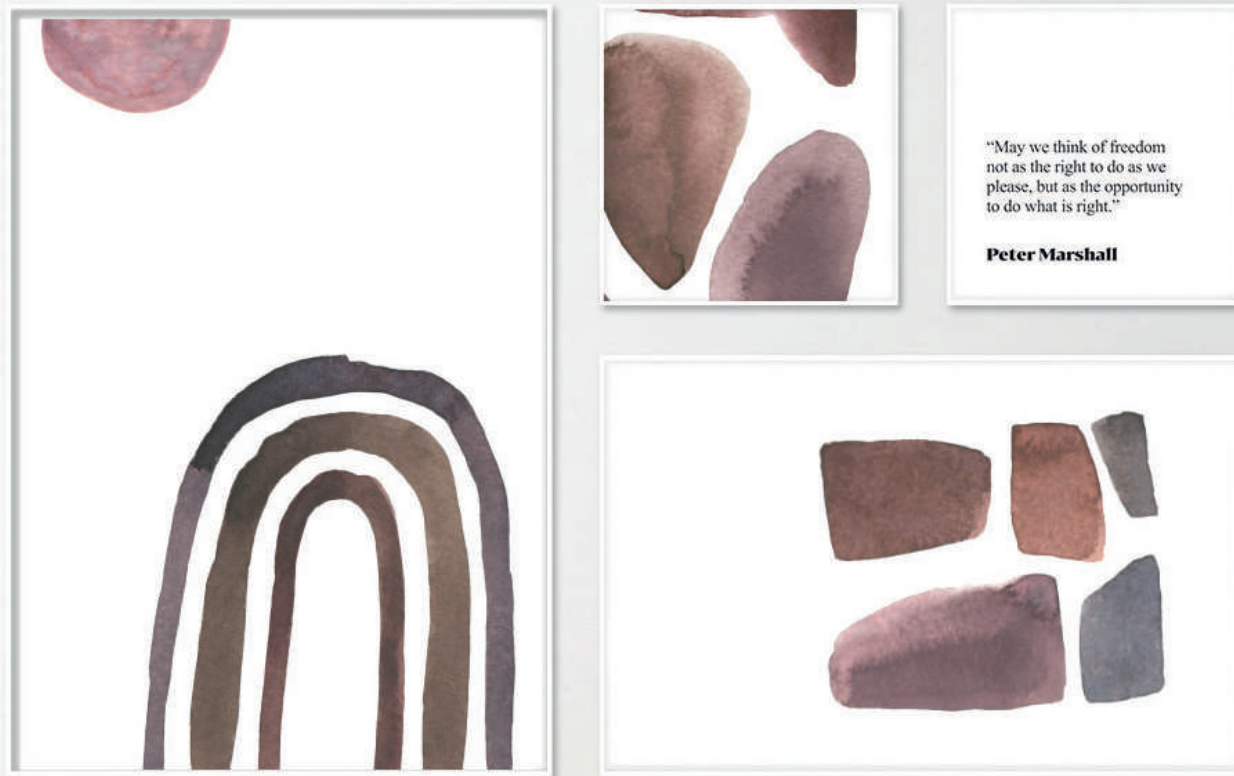 “May we think of freedom
not as the right to do as we
please, but as the opportunity
to do what is right.”
Peter Marshall